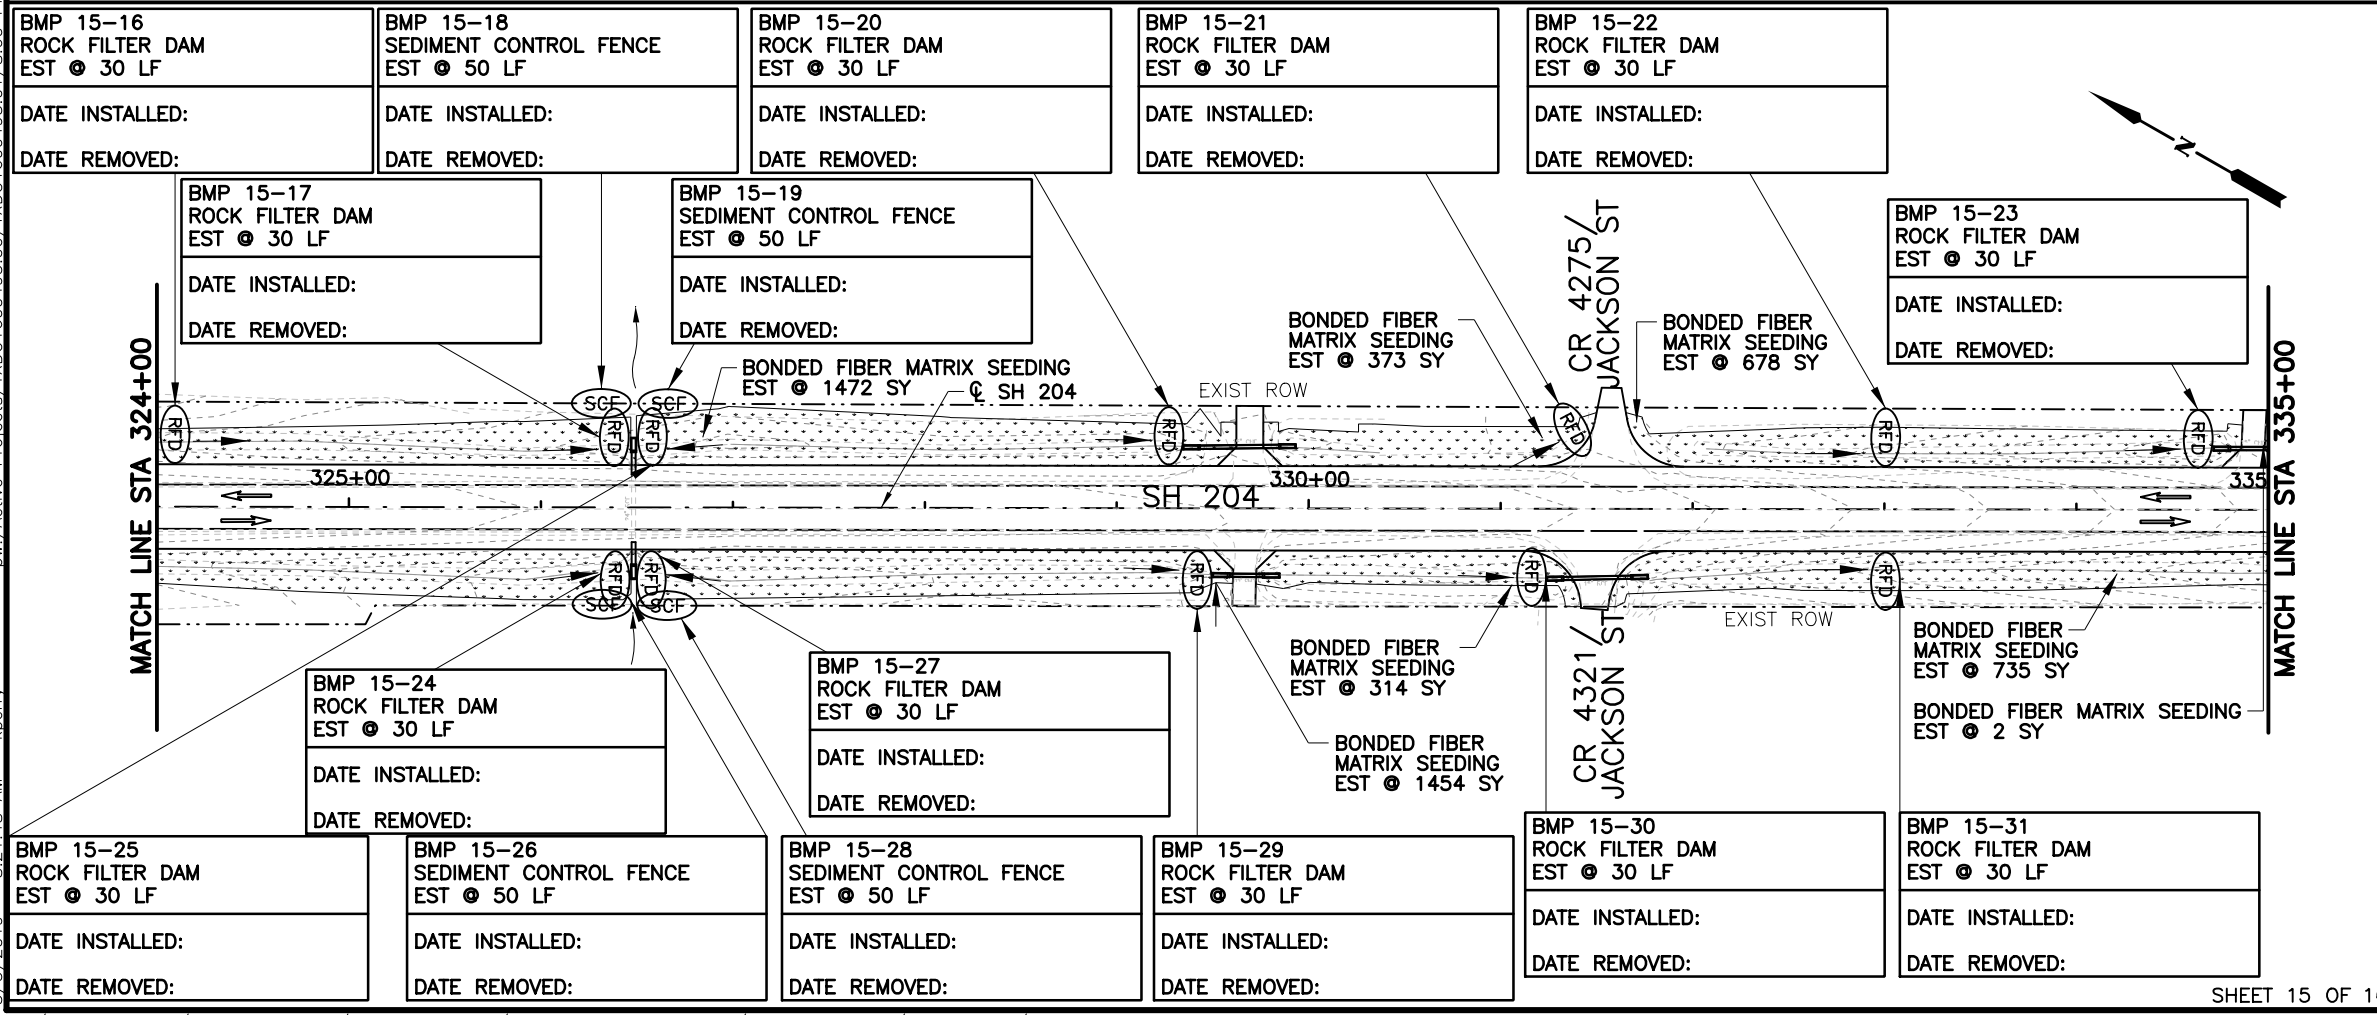 BMP 15-16
ROCK FILTER DAM
EST @ 30 LF
DATE INSTALLED:
DATE REMOVED:
BMP 15-18
SEDIMENT CONTROL FENCE
EST @ 50 LF
DATE INSTALLED:
DATE REMOVED:
BMP 15-20
ROCK FILTER DAM
EST @ 30 LF
DATE INSTALLED:
DATE REMOVED:
BMP 15-21
ROCK FILTER DAM
EST @ 30 LF
DATE INSTALLED:
DATE REMOVED:
BMP 15-22
ROCK FILTER DAM
EST @ 30 LF
DATE INSTALLED:
DATE REMOVED:
N
BMP 15-17
ROCK FILTER DAM
EST @ 30 LF
DATE INSTALLED:
DATE REMOVED:
BMP 15-19
SEDIMENT CONTROL FENCE
EST @ 50 LF
DATE INSTALLED:
DATE REMOVED:
BMP 15-23
ROCK FILTER DAM
EST @ 30 LF
DATE INSTALLED:
DATE REMOVED:
CR 4275/
JACKSON ST
BONDED FIBER
MATRIX SEEDING
EST @ 373 SY
BONDED FIBER
MATRIX SEEDING
EST @ 678 SY
BONDED FIBER MATRIX SEEDING
EST @ 1472 SY
℄ SH 204
EXIST ROW
MATCH LINE STA 324+00
MATCH LINE STA 335+00
SCF
SCF
RFD
RFD
RFD
RFD
RFD
RFD
RFD
325+00
330+00
335
SH 204
RFD
RFD
RFD
RFD
RFD
SCF
SCF
EXIST ROW
CR 4321/
JACKSON ST
BONDED FIBER
MATRIX SEEDING
EST @ 314 SY
BONDED FIBER
MATRIX SEEDING
EST @ 735 SY
BONDED FIBER MATRIX SEEDING
EST @ 2 SY
BONDED FIBER
MATRIX SEEDING
EST @ 1454 SY
BMP 15-24
ROCK FILTER DAM
EST @ 30 LF
DATE INSTALLED:
DATE REMOVED:
BMP 15-27
ROCK FILTER DAM
EST @ 30 LF
DATE INSTALLED:
DATE REMOVED:
BMP 15-25
ROCK FILTER DAM
EST @ 30 LF
DATE INSTALLED:
DATE REMOVED:
BMP 15-26
SEDIMENT CONTROL FENCE
EST @ 50 LF
DATE INSTALLED:
DATE REMOVED:
BMP 15-28
SEDIMENT CONTROL FENCE
EST @ 50 LF
DATE INSTALLED:
DATE REMOVED:
BMP 15-29
ROCK FILTER DAM
EST @ 30 LF
DATE INSTALLED:
DATE REMOVED:
BMP 15-30
ROCK FILTER DAM
EST @ 30 LF
DATE INSTALLED:
DATE REMOVED:
BMP 15-31
ROCK FILTER DAM
EST @ 30 LF
DATE INSTALLED:
DATE REMOVED:
SHEET 15 OF